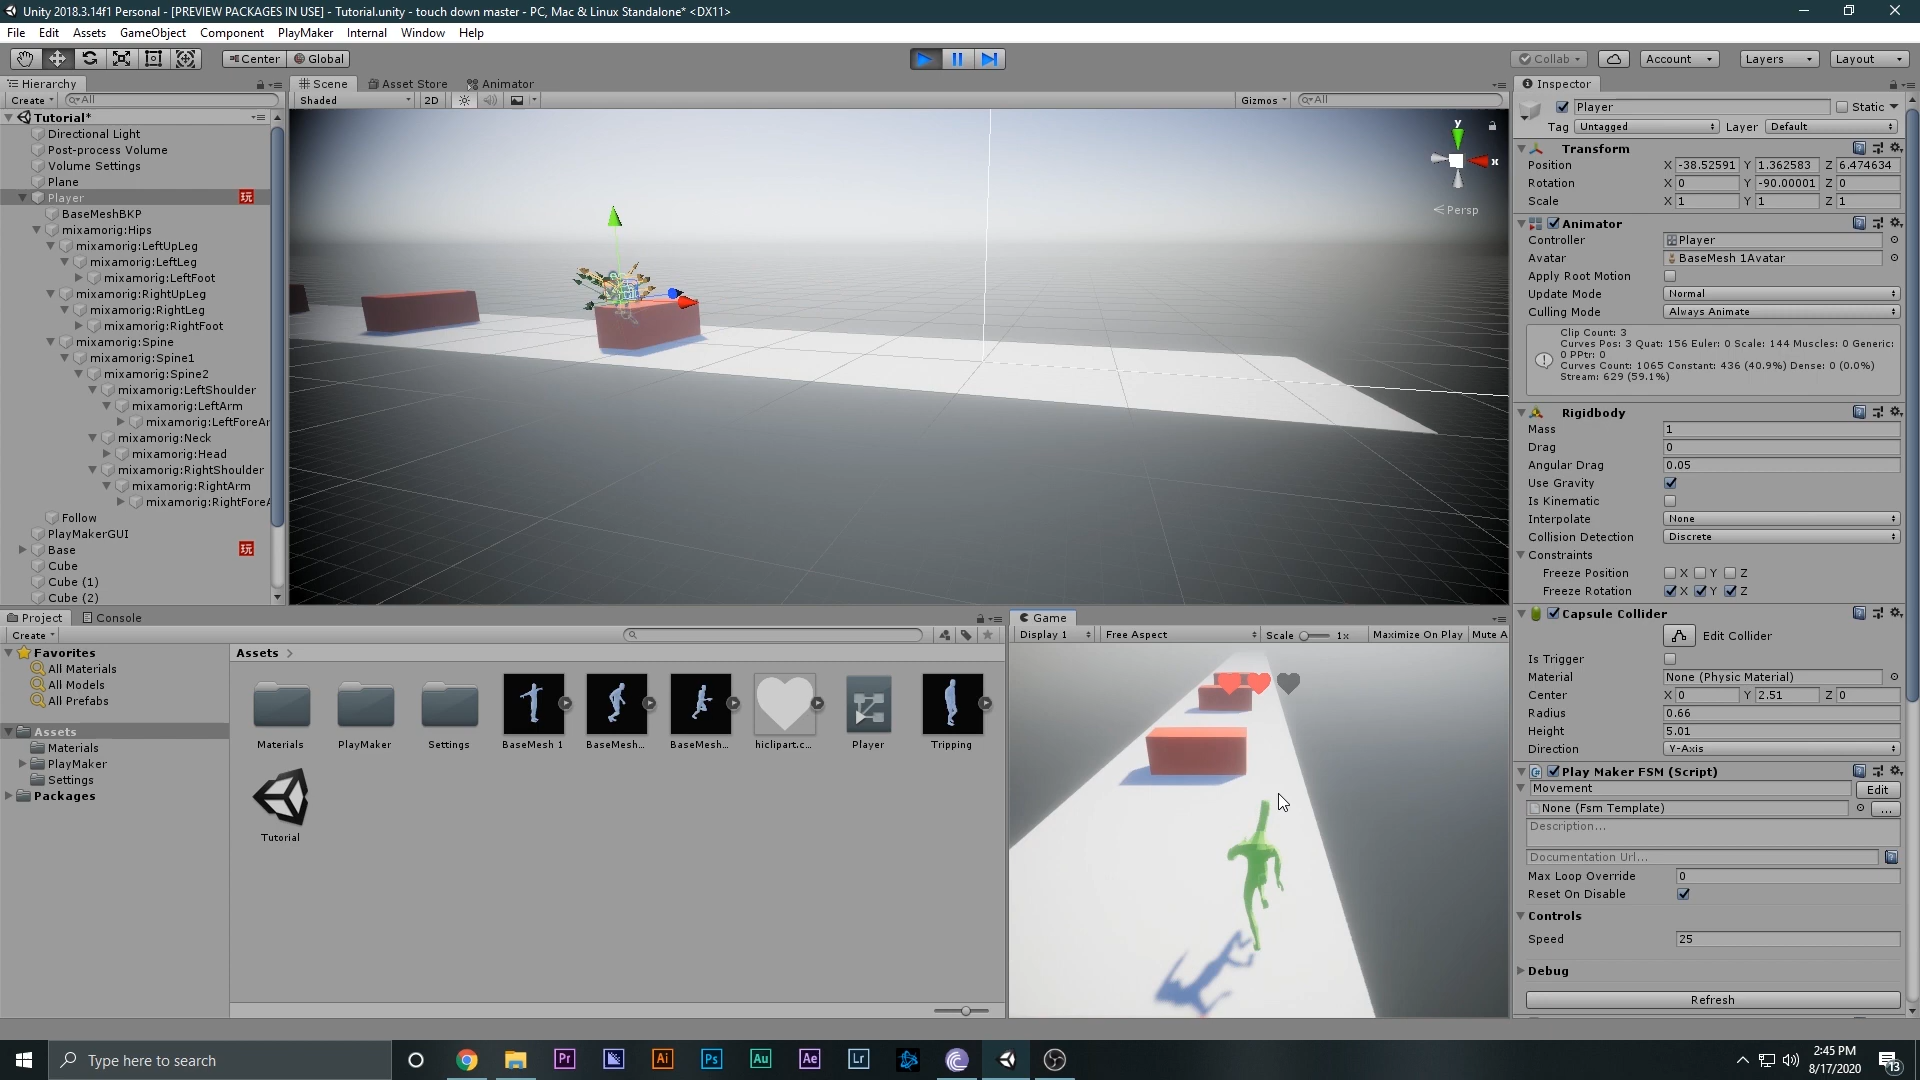 Unity 2018.3.14f1 Personal - [PREVIEW PACKAGES IN USE] - Tutorial.unity - touch down master - PC, Mac & Linux Standalone* <DX11>
File Edit Assets GameObject Component PlayMaker Internal Window Help
Center Global Collab Account Layers Layout
Hierarchy
Create All
Tutorial*
Directional Light
Post-process Volume
Volume Settings
Plane
Player 玩
BaseMeshBKP
mixamorig:Hips
mixamorig:LeftUpLeg
mixamorig:LeftLeg
mixamorig:LeftFoot
mixamorig:RightUpLeg
mixamorig:RightLeg
mixamorig:RightFoot
mixamorig:Spine
mixamorig:Spine1
mixamorig:Spine2
mixamorig:LeftShoulder
mixamorig:LeftArm
mixamorig:LeftForeAr
mixamorig:Neck
mixamorig:Head
mixamorig:RightShoulder
mixamorig:RightArm
mixamorig:RightForeA
Follow
PlayMakerGUI
Base 玩
Cube
Cube (1)
Cube (2)
Scene Asset Store Animator
Shaded 2D Gizmos All
y
x
Persp
Inspector
Player Static
Tag Untagged Layer Default
Transform
Position X -38.52591 Y 1.362583 Z 6.474634
Rotation X 0 Y -90.00001 Z 0
Scale X 1 Y 1 Z 1
Animator
Controller Player
Avatar BaseMesh 1Avatar
Apply Root Motion
Update Mode Normal
Culling Mode Always Animate
Clip Count: 3
Curves Pos: 3 Quat: 156 Euler: 0 Scale: 144 Muscles: 0 Generic:
0 PPtr: 0
Curves Count: 1065 Constant: 436 (40.9%) Dense: 0 (0.0%)
Stream: 629 (59.1%)
Rigidbody
Mass 1
Drag 0
Angular Drag 0.05
Use Gravity
Is Kinematic
Interpolate None
Collision Detection Discrete
Constraints
Freeze Position X Y Z
Freeze Rotation X Y Z
Capsule Collider
Edit Collider
Is Trigger
Material None (Physic Material)
Center X 0 Y 2.51 Z 0
Radius 0.66
Height 5.01
Direction Y-Axis
Play Maker FSM (Script)
Movement Edit
None (Fsm Template) ...
Description...
Documentation Url...
Max Loop Override 0
Reset On Disable
Controls
Speed 25
Debug
Refresh
Project Console
Create
Favorites
All Materials
All Models
All Prefabs
Assets
Materials
PlayMaker
Settings
Packages
Assets
Materials PlayMaker Settings BaseMesh 1 BaseMesh... BaseMesh... hiclipart.c... Player Tripping
Tutorial
Game
Display 1 Free Aspect Scale 1x Maximize On Play Mute A
Type here to search
Pr Ai Ps Au Ae Lr
2:45 PM
8/17/2020
13